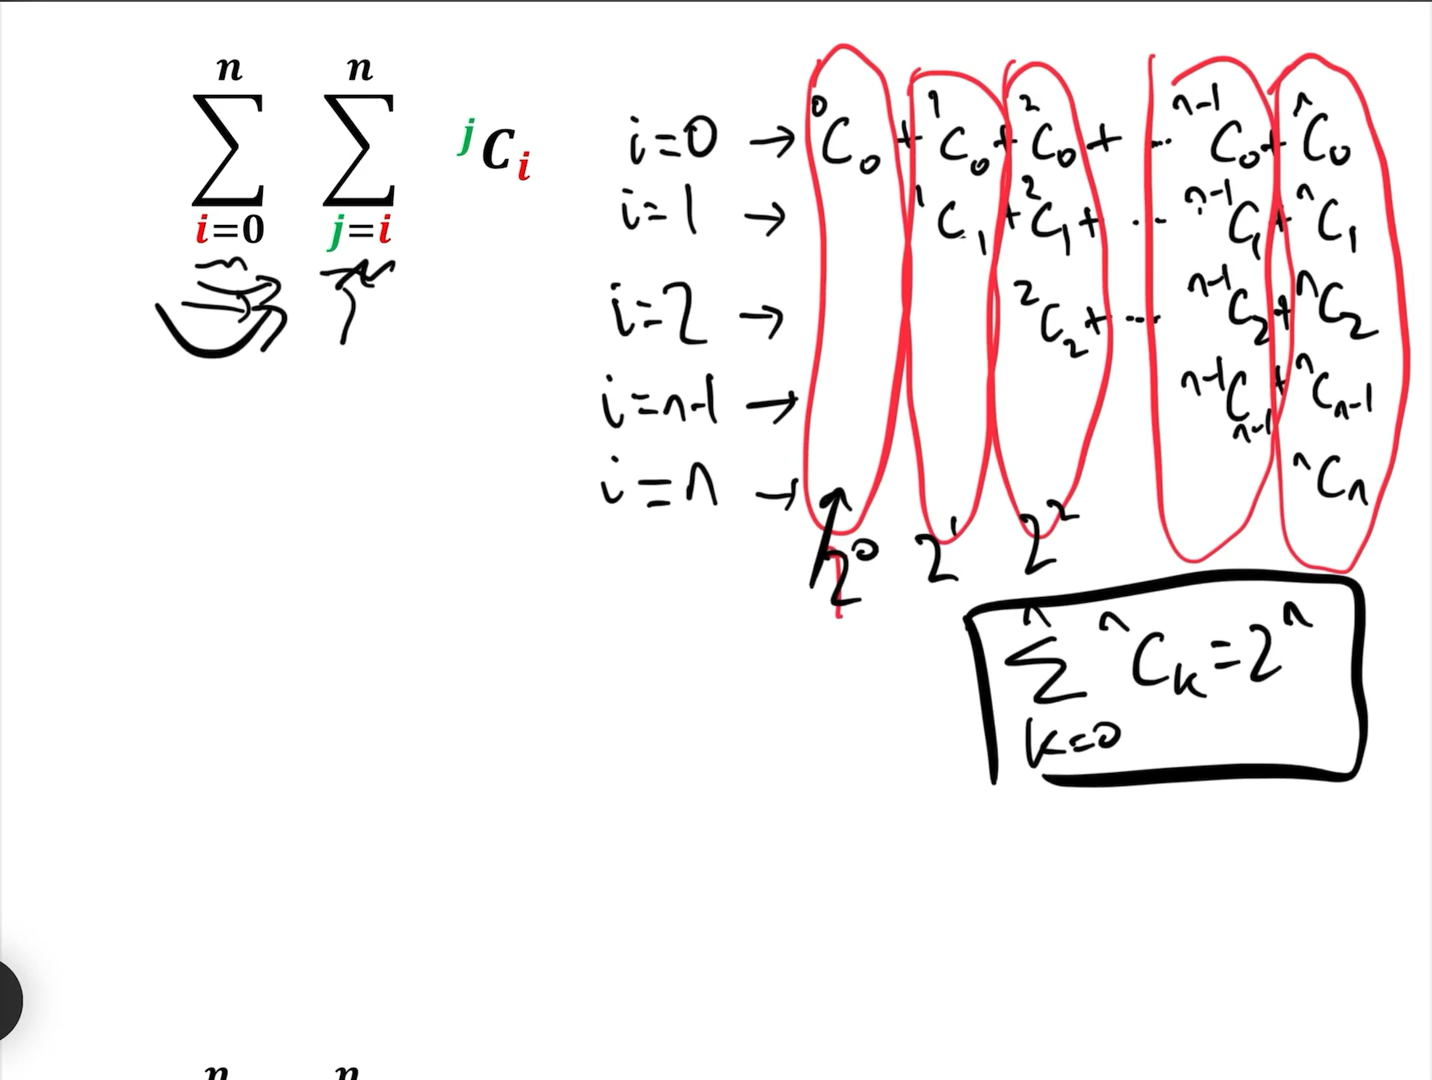 n n
∑ ∑ ʲCᵢ
i=0 j=i
i=0 → ⁰C₀ + ¹C₀ + ²C₀ + ... ⁿ⁻¹C₀ + ⁿC₀
i=1 → ¹C₁ + ²C₁ + ... ⁿ⁻¹C₁ + ⁿC₁
i=2 → ²C₂ + ... ⁿ⁻¹C₂ + ⁿC₂
i=n-1 → ⁿ⁻¹Cₙ₋₁ + ⁿCₙ₋₁
i=n → ⁿCₙ
2⁰ 2¹ 2²
n
∑ ⁿCₖ=2ⁿ
k=0
n n